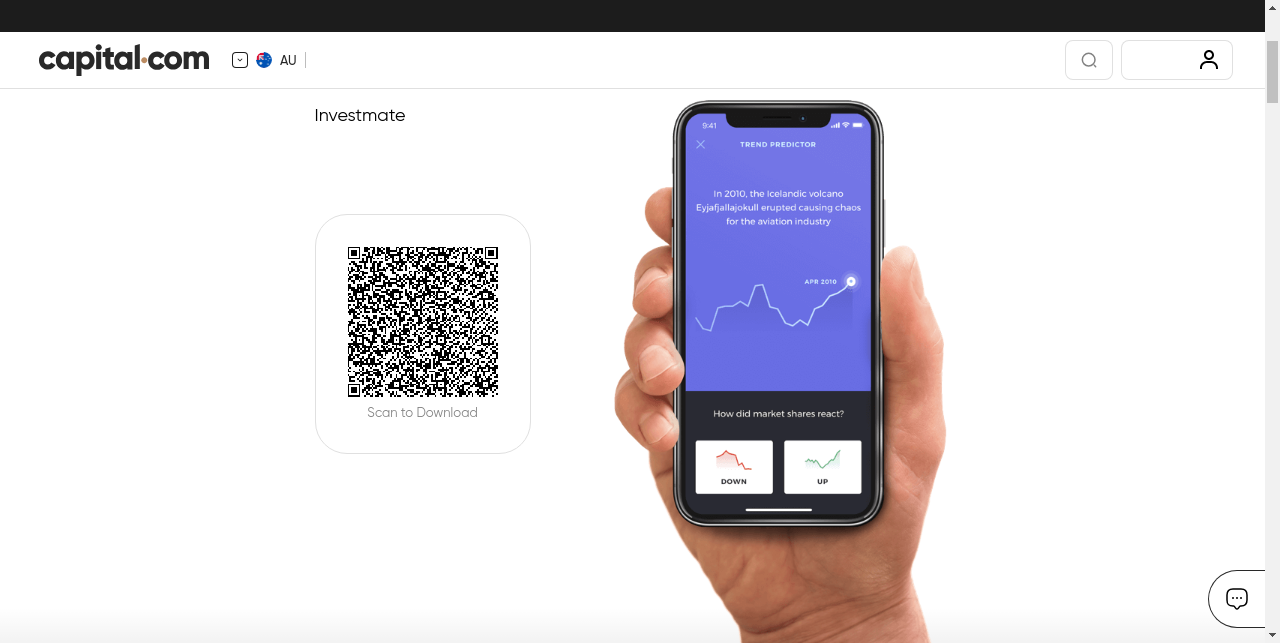 capital.com
AU
Investmate
Scan to Download
9:41
TREND PREDICTOR
In 2010, the Icelandic volcano
Eyjafjallajokull erupted causing chaos
for the aviation industry
APR 2010
How did market shares react?
DOWN
UP